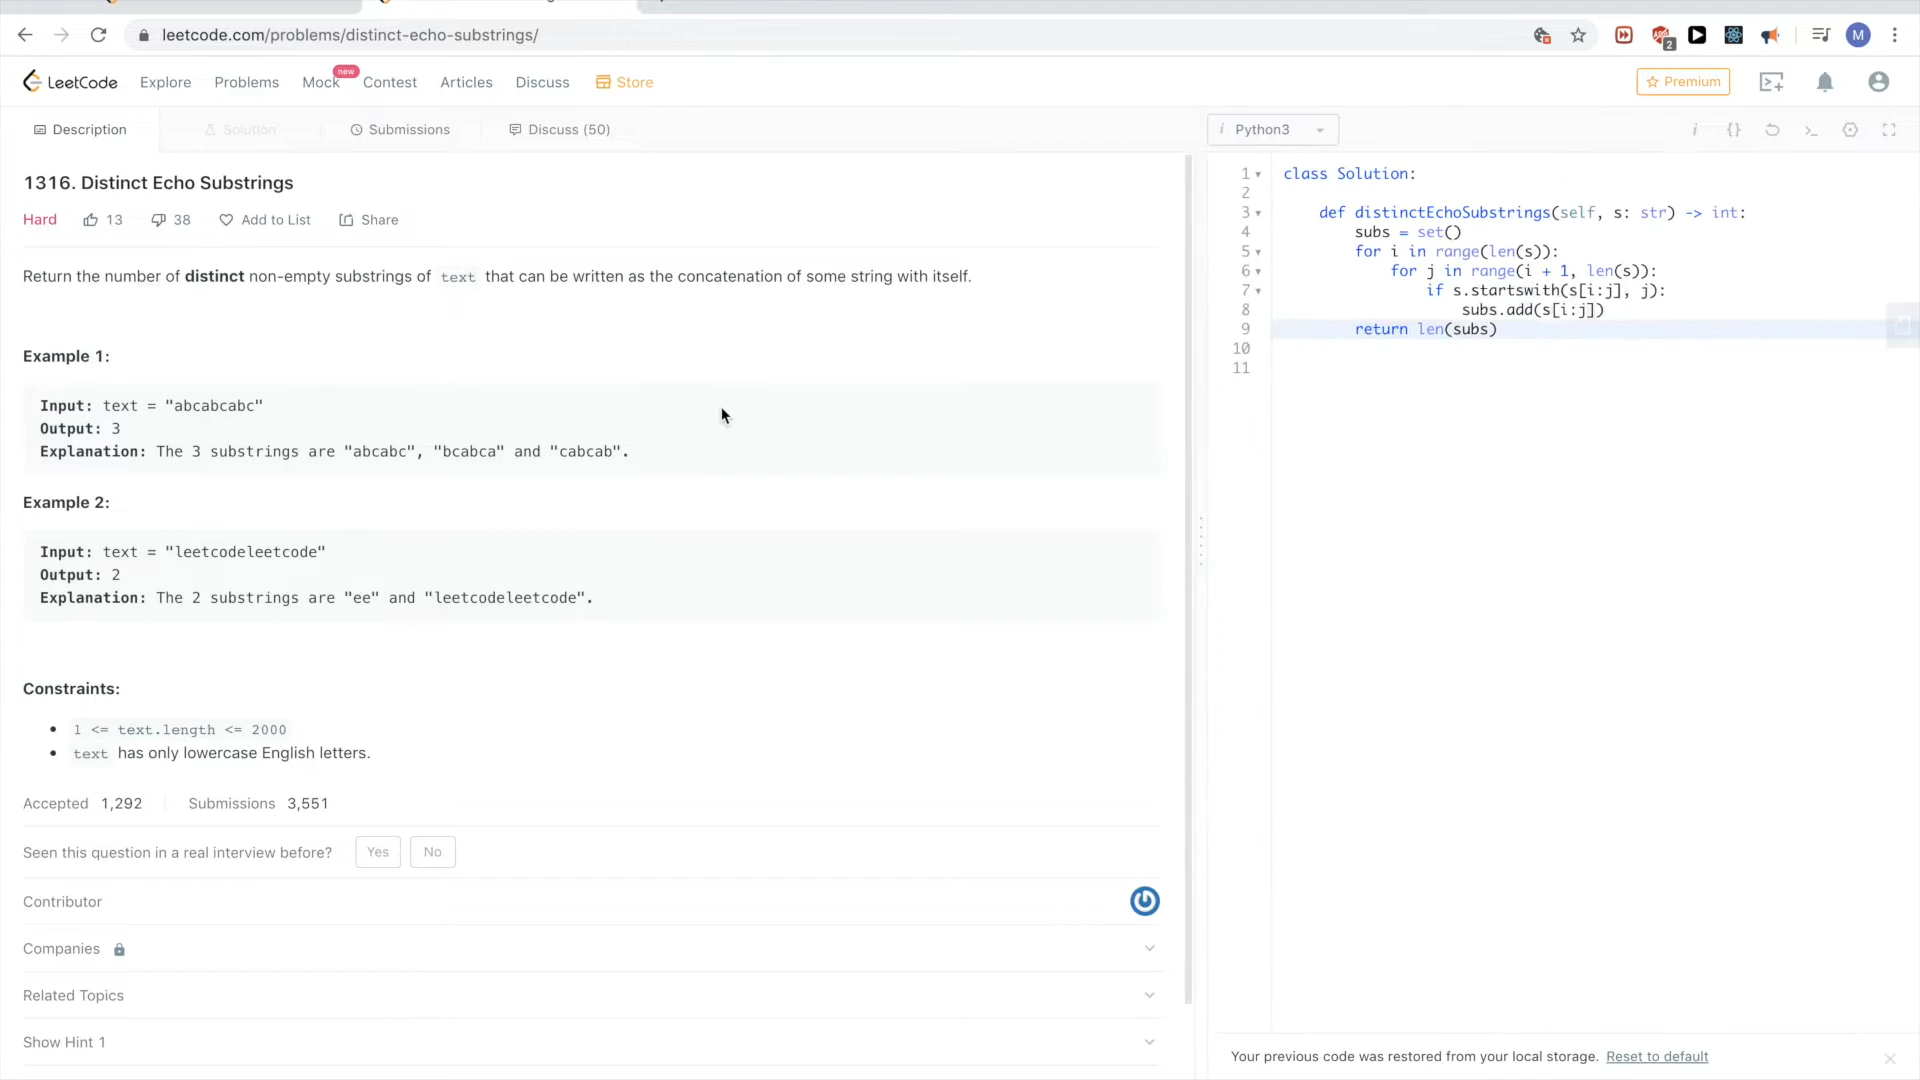 leetcode.com/problems/distinct-echo-substrings/
2
M
LeetCode Explore Problems Mock new Contest Articles Discuss Store Premium
Description Solution Submissions Discuss (50)
1316. Distinct Echo Substrings
Hard 13 38 Add to List Share
Return the number of distinct non-empty substrings of text that can be written as the concatenation of some string with itself.
Example 1:
Input: text = "abcabcabc"
Output: 3
Explanation: The 3 substrings are "abcabc", "bcabca" and "cabcab".
Example 2:
Input: text = "leetcodeleetcode"
Output: 2
Explanation: The 2 substrings are "ee" and "leetcodeleetcode".
Constraints:
1 <= text.length <= 2000
text has only lowercase English letters.
Accepted 1,292 Submissions 3,551
Seen this question in a real interview before? Yes No
Contributor
Companies
Related Topics
Show Hint 1
i Python3
i {} >_
1 class Solution:
2
3 def distinctEchoSubstrings(self, s: str) -> int:
4 subs = set()
5 for i in range(len(s)):
6 for j in range(i + 1, len(s)):
7 if s.startswith(s[i:j], j):
8 subs.add(s[i:j])
9 return len(subs)
10
11
Your previous code was restored from your local storage. Reset to default